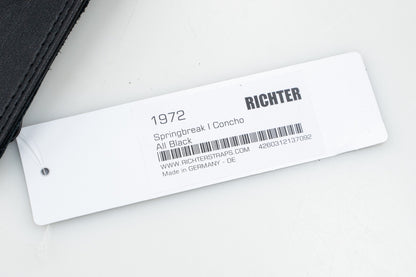 RICHTER
1972
Springbreak I Concho
All Black
WWW.RICHTERSTRAPS.COM 4260312137092
Made in GERMANY - DE